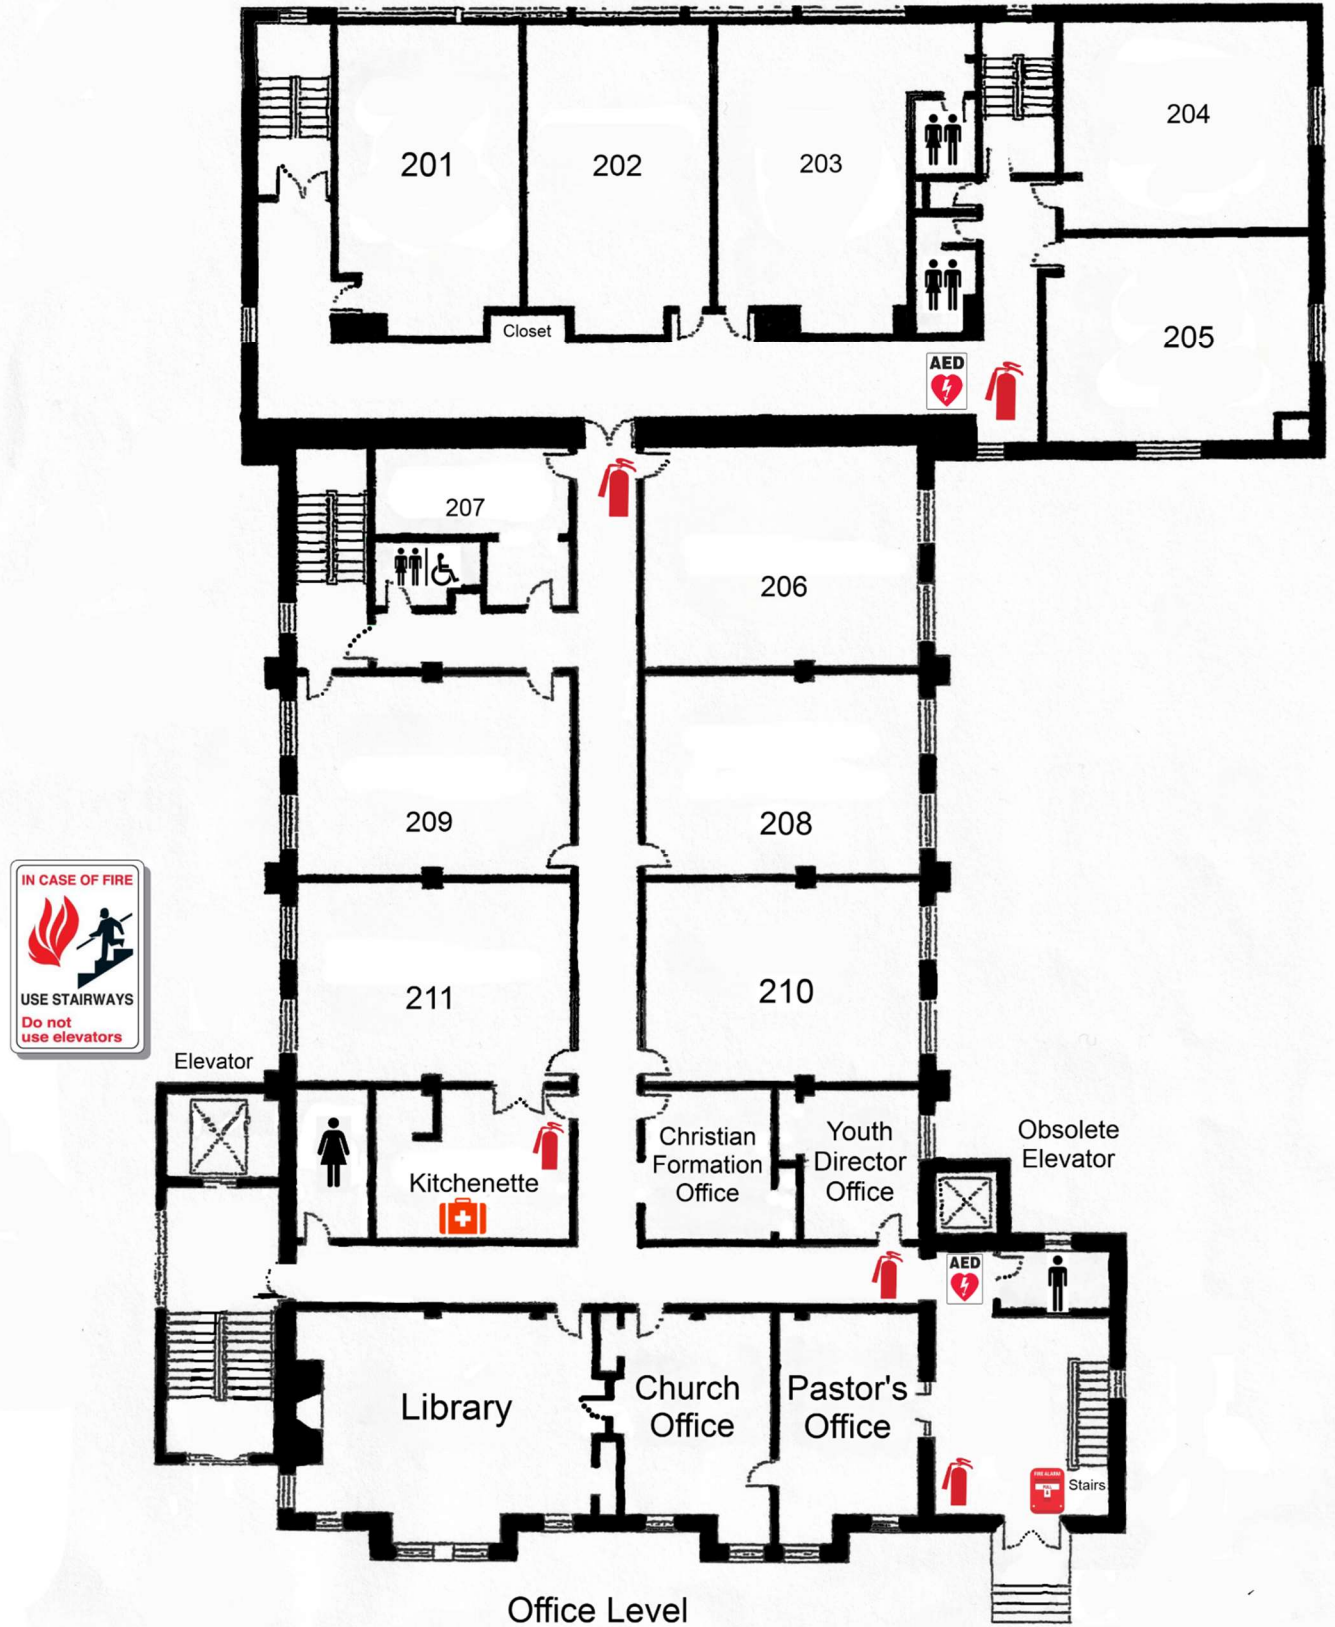 201
202
203
204
205
Closet
AED
207
206
209
208
IN CASE OF FIRE
USE STAIRWAYS
Do not
use elevators
211
210
Elevator
Christian
Formation
Office
Youth
Director
Office
Obsolete
Elevator
Kitchenette
AED
Library
Church
Office
Pastor's
Office
FIRE ALARM
Stairs
Office Level